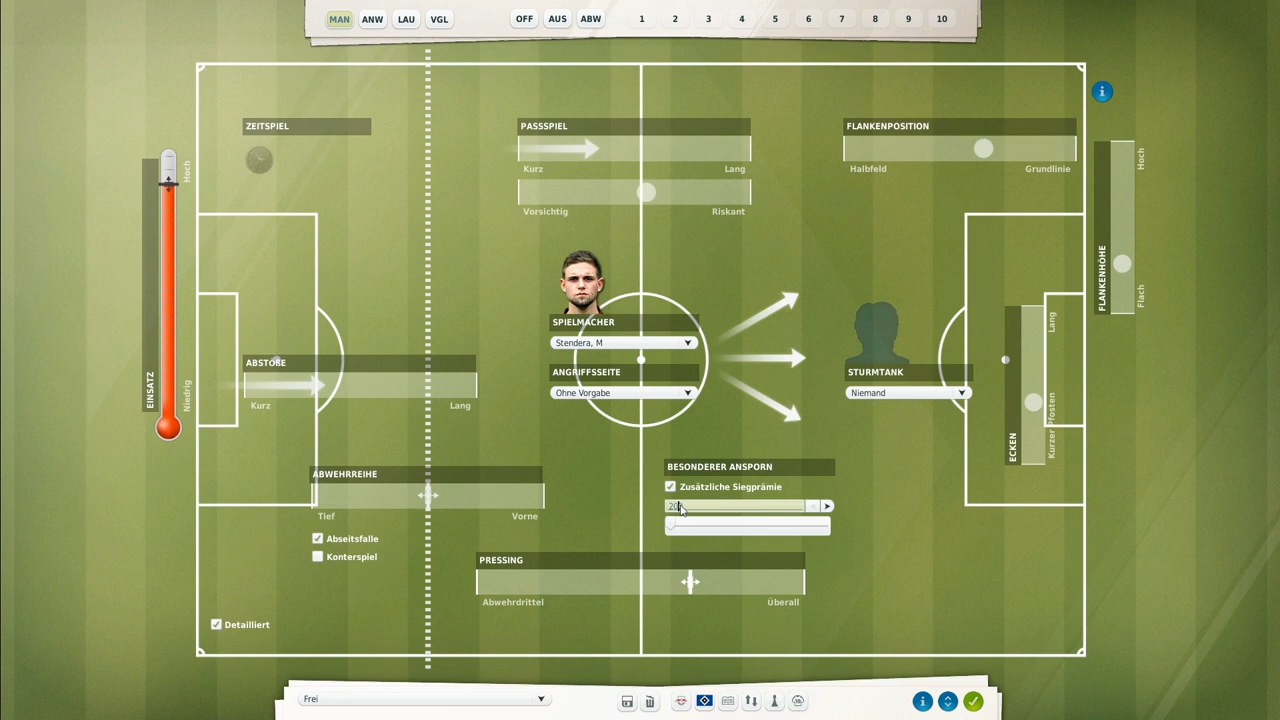 MAN ANW LAU VGL OFF AUS ABW 1 2 3 4 5 6 7 8 9 10
ZEITSPIEL
PASSSPIEL
Kurz Lang
Vorsichtig Riskant
FLANKENPOSITION
Halbfeld Grundlinie
EINSATZ
Hoch
Niedrig
FLANKENHÖHE
Hoch
Flach
SPIELMACHER
Stendera, M
ANGRIFFSSEITE
Ohne Vorgabe
STURMTANK
Niemand
ECKEN
Lang
Kurzer Pfosten
ABSTÖßE
Kurz Lang
ABWEHRREIHE
Tief Vorne
Abseitsfalle
Konterspiel
BESONDERER ANSPORN
Zusätzliche Siegprämie
PRESSING
Abwehrdrittel Überall
Detailliert
Frei